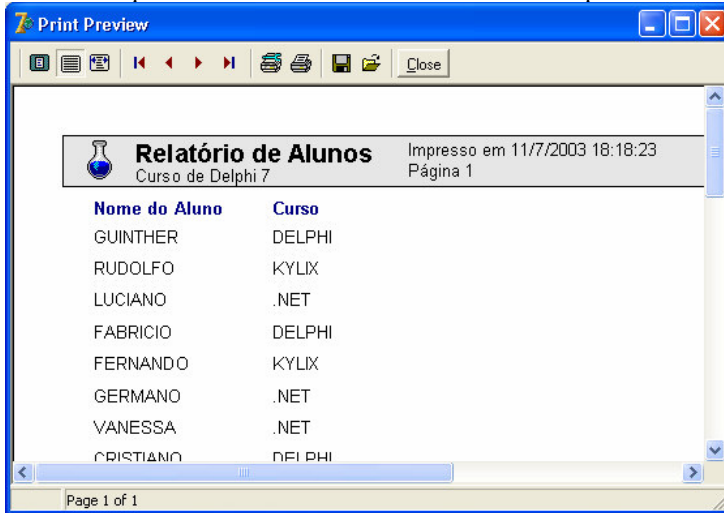 Print Preview
Close
Relatório de Alunos
Curso de Delphi 7
Impresso em 11/7/2003 18:18:23
Página 1
Nome do Aluno Curso
GUINTHER DELPHI
RUDOLFO KYLIX
LUCIANO .NET
FABRICIO DELPHI
FERNANDO KYLIX
GERMANO .NET
VANESSA .NET
CRISTIANO DELPHI
Page 1 of 1